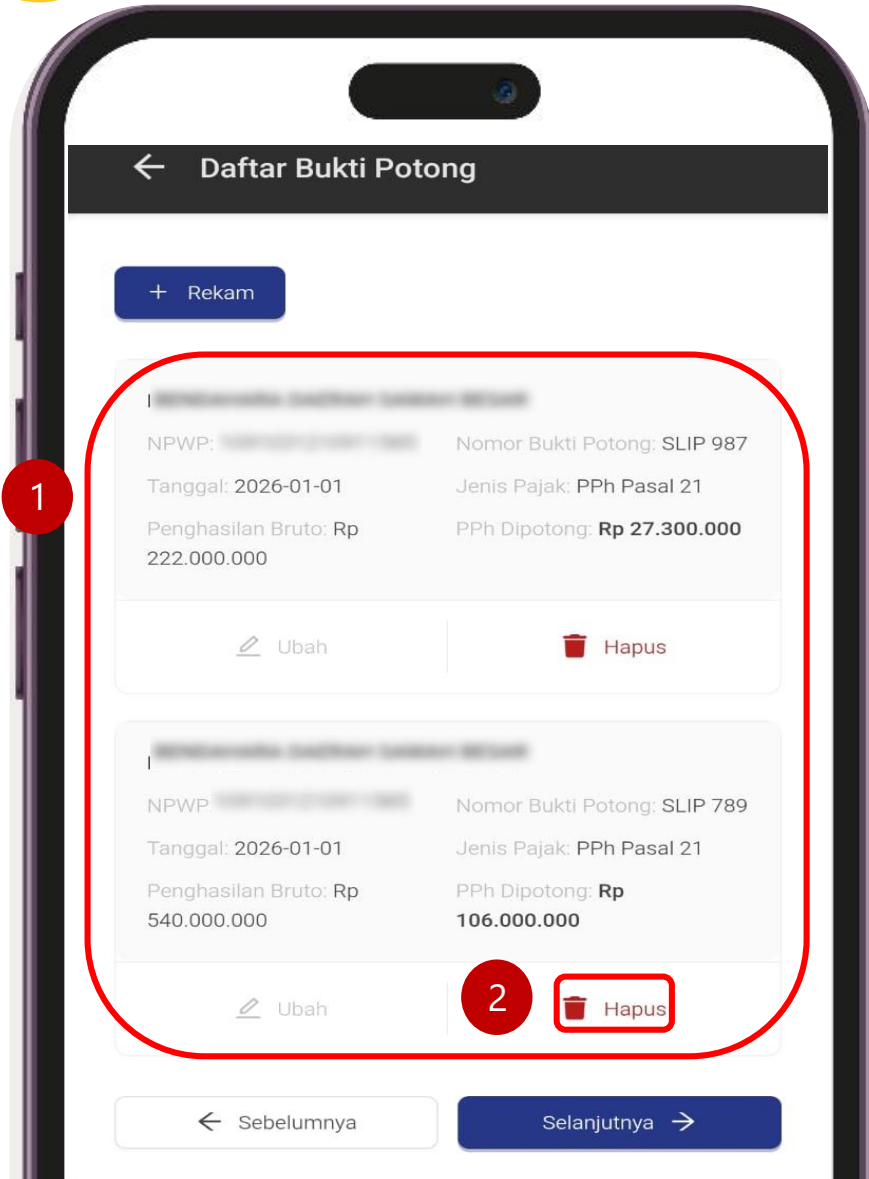 Daftar Bukti Potong
+ Rekam
NPWP: Nomor Bukti Potong: SLIP 987
1
Tanggal: 2026-01-01 Jenis Pajak: PPh Pasal 21
Penghasilan Bruto: Rp 222.000.000 PPh Dipotong: Rp 27.300.000
Ubah Hapus
NPWP Nomor Bukti Potong: SLIP 789
Tanggal: 2026-01-01 Jenis Pajak: PPh Pasal 21
Penghasilan Bruto: Rp 540.000.000 PPh Dipotong: Rp 106.000.000
Ubah 2 Hapus
Sebelumnya Selanjutnya